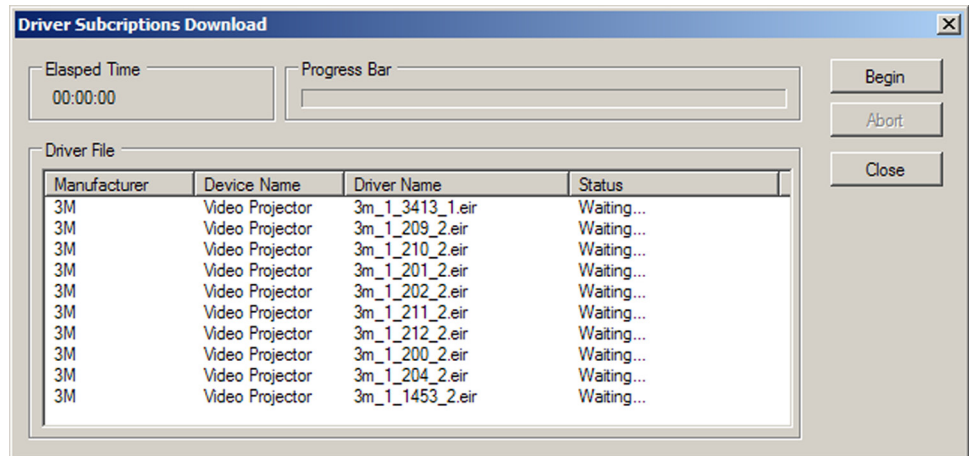 Driver Subcriptions Download
Elasped Time
Progress Bar
Begin
00:00:00
Abort
Driver File
Close
Manufacturer Device Name Driver Name Status
3M Video Projector 3m_1_3413_1.eir Waiting...
3M Video Projector 3m_1_209_2.eir Waiting...
3M Video Projector 3m_1_210_2.eir Waiting...
3M Video Projector 3m_1_201_2.eir Waiting...
3M Video Projector 3m_1_202_2.eir Waiting...
3M Video Projector 3m_1_211_2.eir Waiting...
3M Video Projector 3m_1_212_2.eir Waiting...
3M Video Projector 3m_1_200_2.eir Waiting...
3M Video Projector 3m_1_204_2.eir Waiting...
3M Video Projector 3m_1_1453_2.eir Waiting...